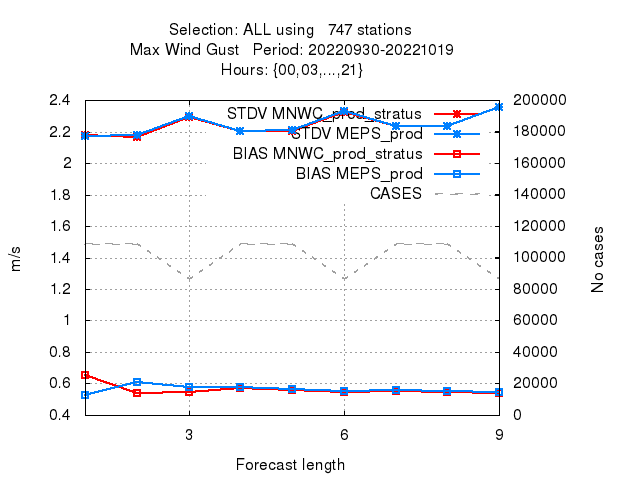 Selection: ALL using 747 stations
Max Wind Gust Period: 20220930-20221019
Hours: {00,03,...,21}
2.4
2.2
2
1.8
1.6
1.4
1.2
1
0.8
0.6
0.4
m/s
STDV MNWC_prod_stratus
STDV MEPS_prod
BIAS MNWC_prod_stratus
BIAS MEPS_prod
CASES
200000
180000
160000
140000
120000
100000
80000
60000
40000
20000
0
No cases
3 6 9
Forecast length